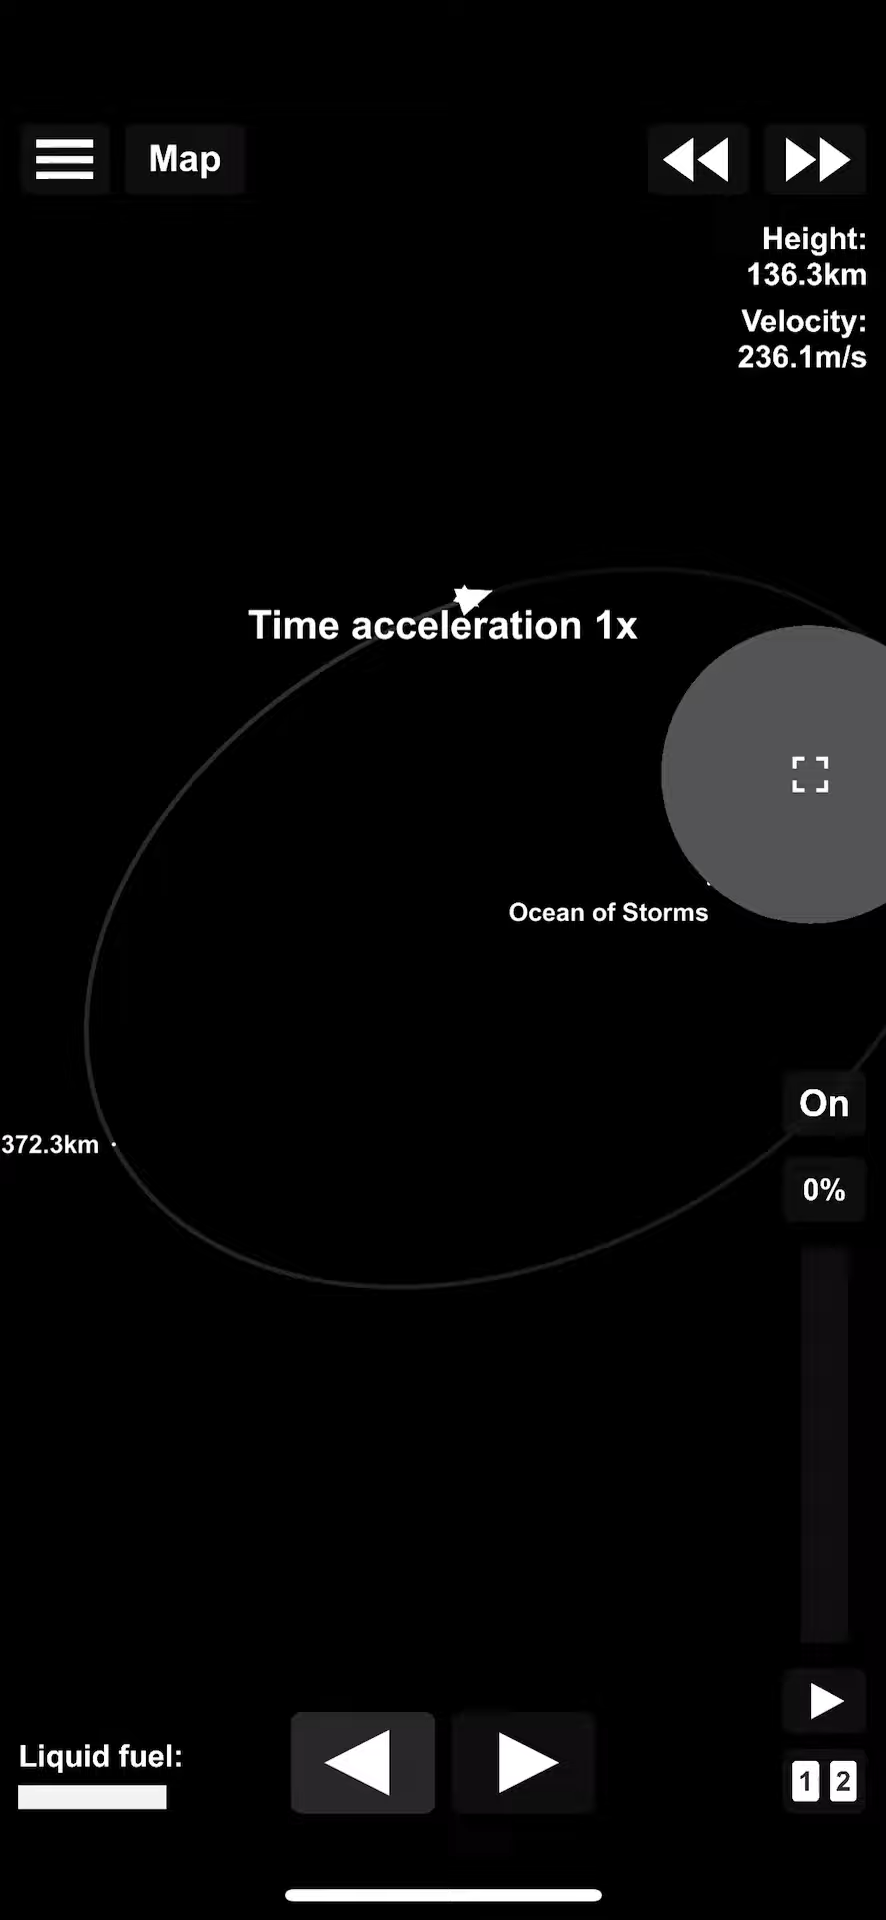 Map
Height:
136.3km
Velocity:
236.1m/s
Time acceleration 1x
Ocean of Storms
On
372.3km
0%
Liquid fuel:
1 2